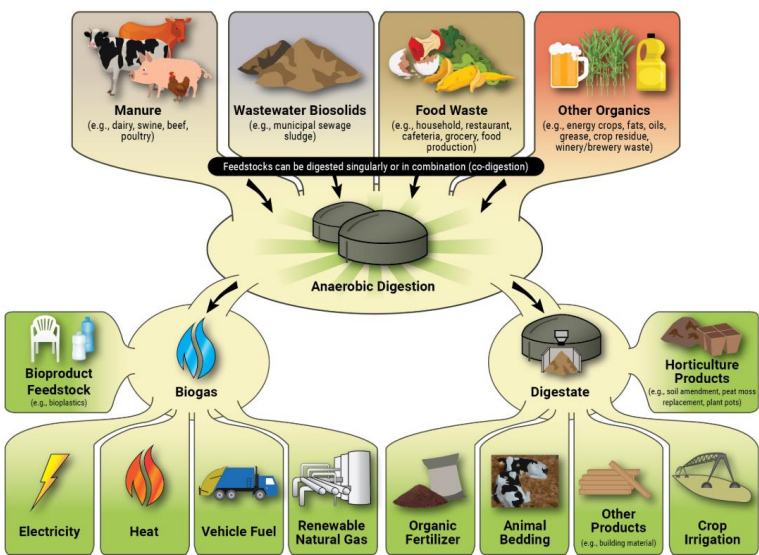 Manure
(e.g., dairy, swine, beef,
poultry)
Wastewater Biosolids
(e.g., municipal sewage
sludge)
Food Waste
(e.g., household, restaurant,
cafeteria, grocery, food
production)
Other Organics
(e.g., energy crops, fats, oils,
grease, crop residue,
winery/brewery waste)
Feedstocks can be digested singularly or in combination (co-digestion)
Anaerobic Digestion
Bioproduct
Feedstock
(e.g., bioplastics)
Biogas
Digestate
Horticulture
Products
(e.g., soil amendment, peat moss
replacement, plant pots)
Electricity
Heat
Vehicle Fuel
Renewable
Natural Gas
Organic
Fertilizer
Animal
Bedding
Other
Products
(e.g., building material)
Crop
Irrigation